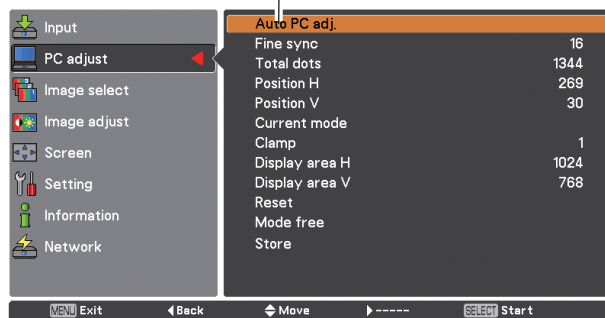 Input
PC adjust
Image select
Image adjust
Screen
Setting
Information
Network
Auto PC adj.
Fine sync 16
Total dots 1344
Position H 269
Position V 30
Current mode
Clamp 1
Display area H 1024
Display area V 768
Reset
Mode free
Store
MENU Exit Back Move ----- SELECT Start